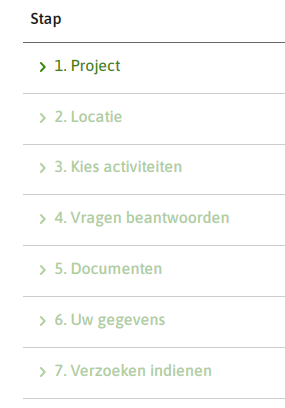 Stap
1. Project
2. Locatie
3. Kies activiteiten
4. Vragen beantwoorden
5. Documenten
6. Uw gegevens
7. Verzoeken indienen